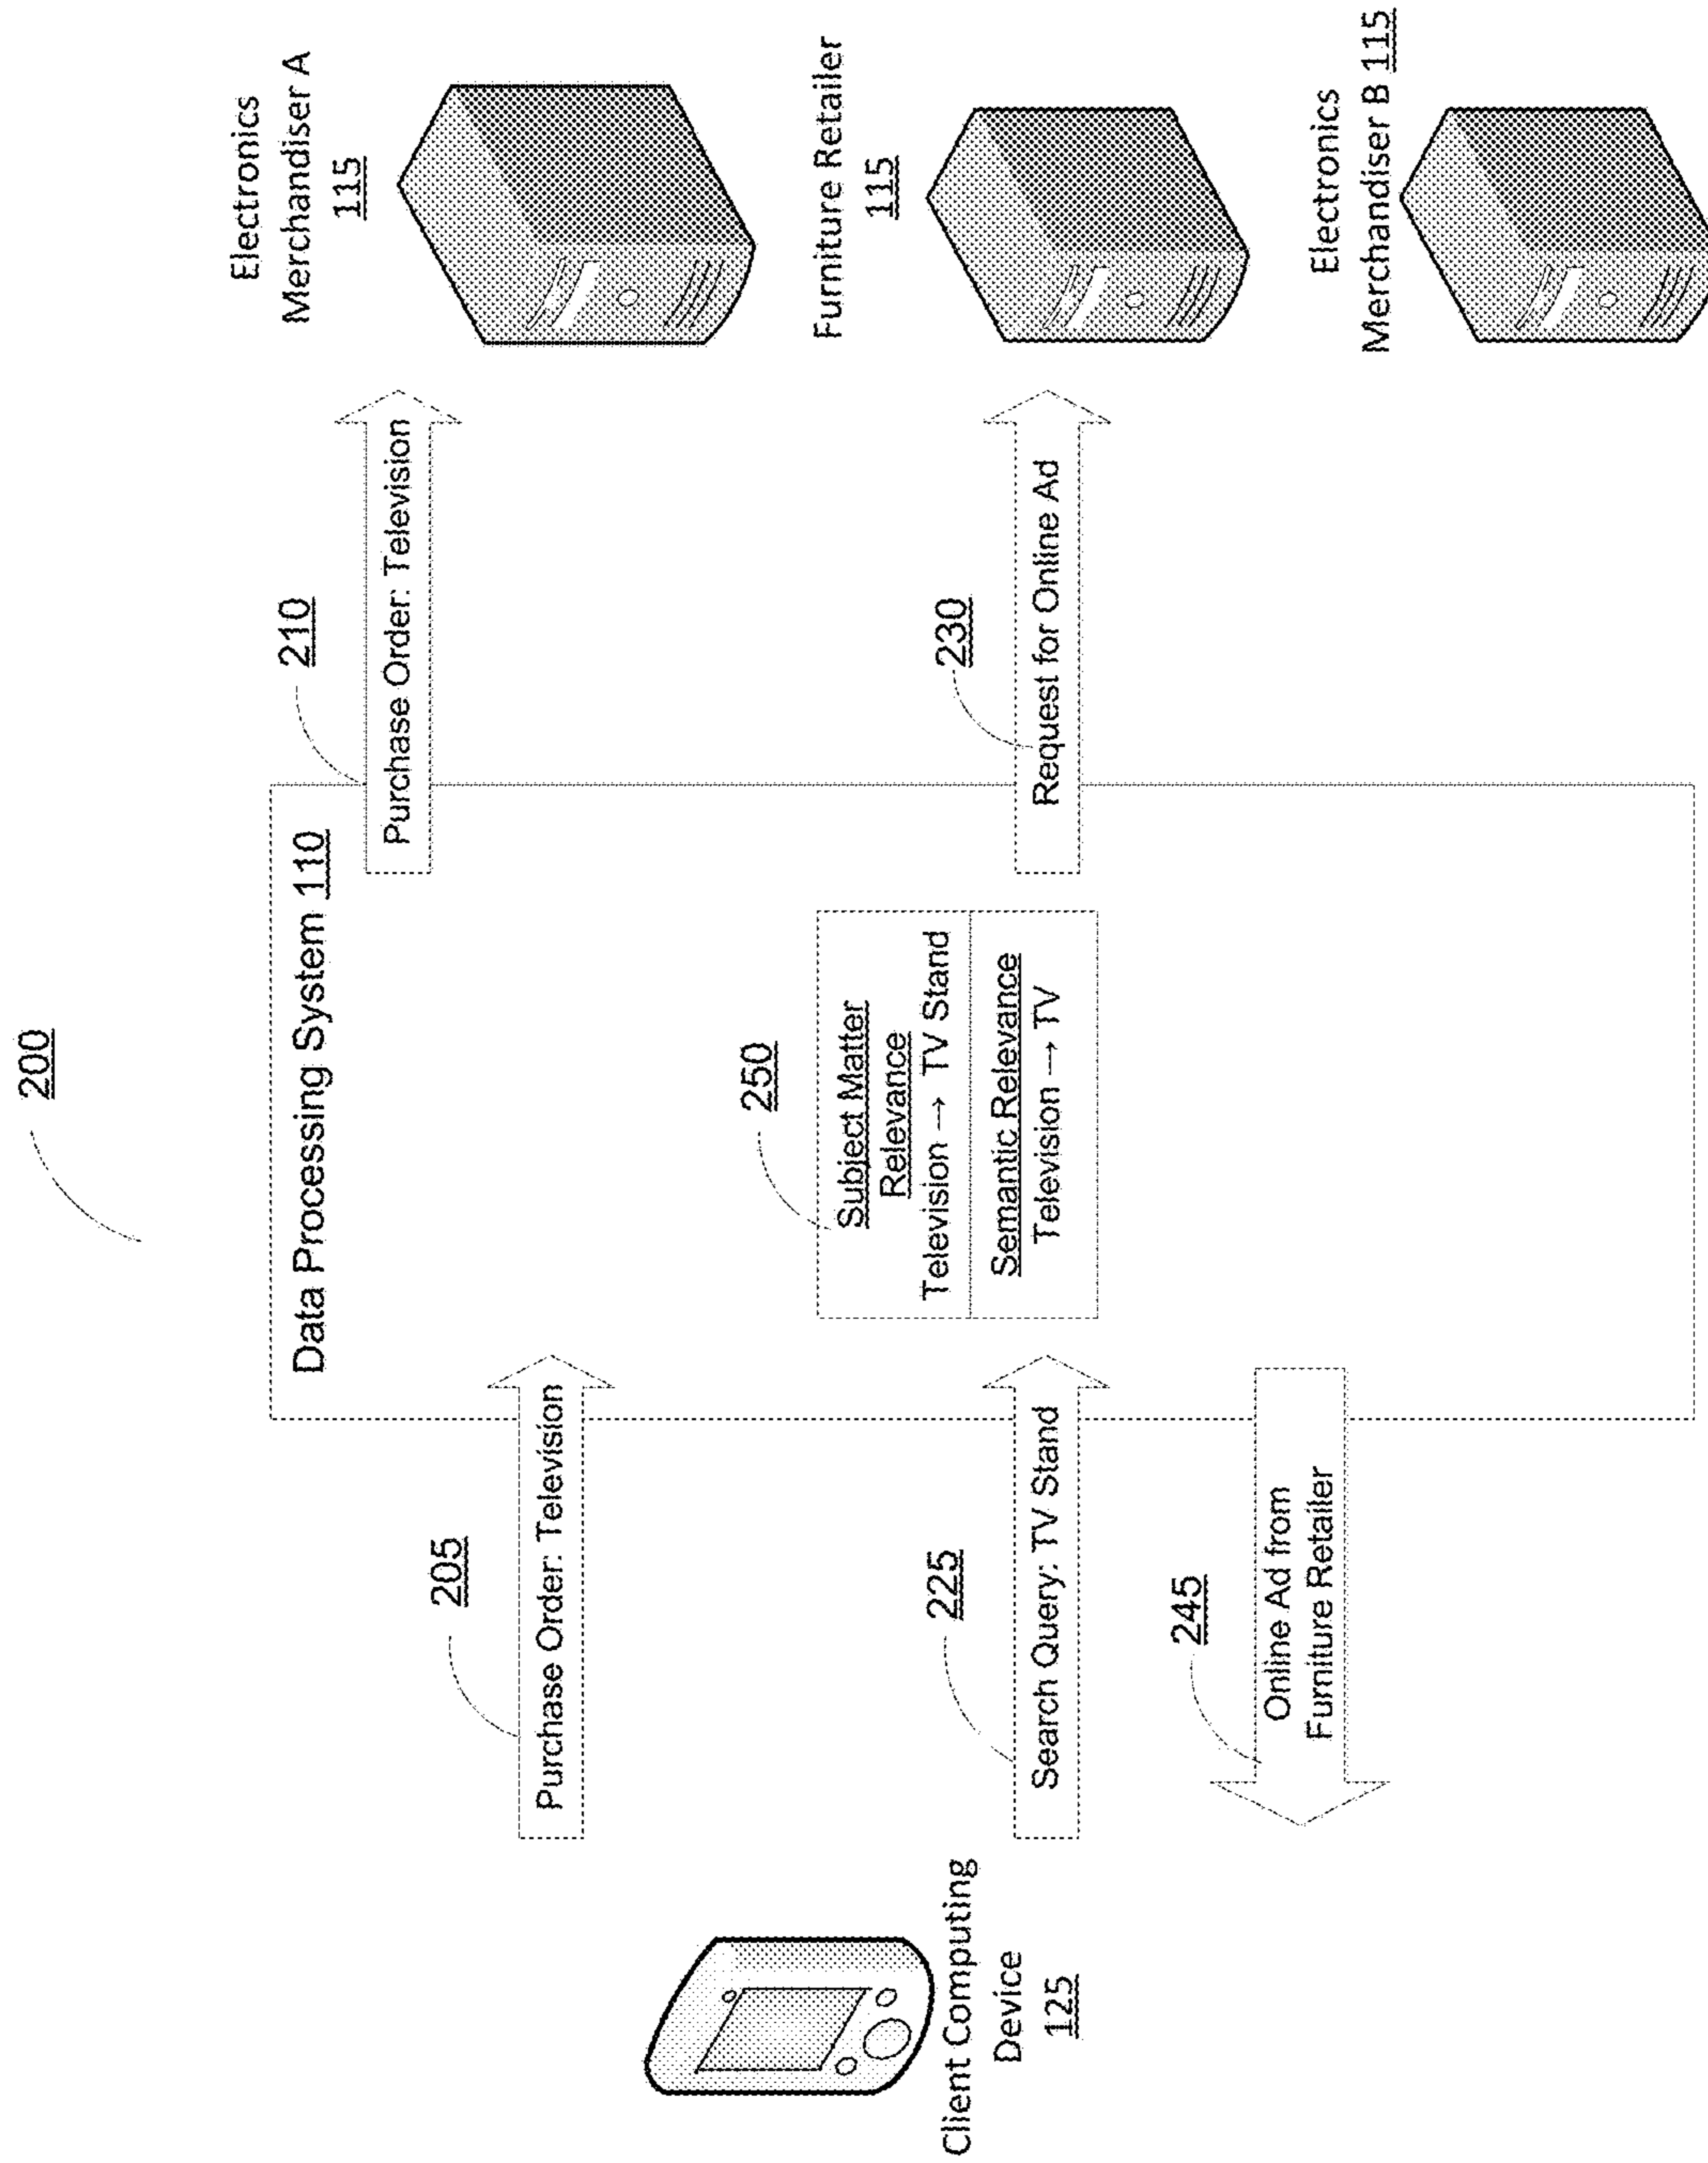 200
Data Processing System 110
Electronics
Merchandiser A
115
205
Purchase Order: Television
210
Purchase Order: Television
Client Computing
Device
125
225
Search Query: TV Stand
250
Subject Matter
Relevance
Television → TV Stand
Semantic Relevance
Television → TV
230
Request for Online Ad
Furniture Retailer
115
245
Online Ad from
Furniture Retailer
Electronics
Merchandiser B 115